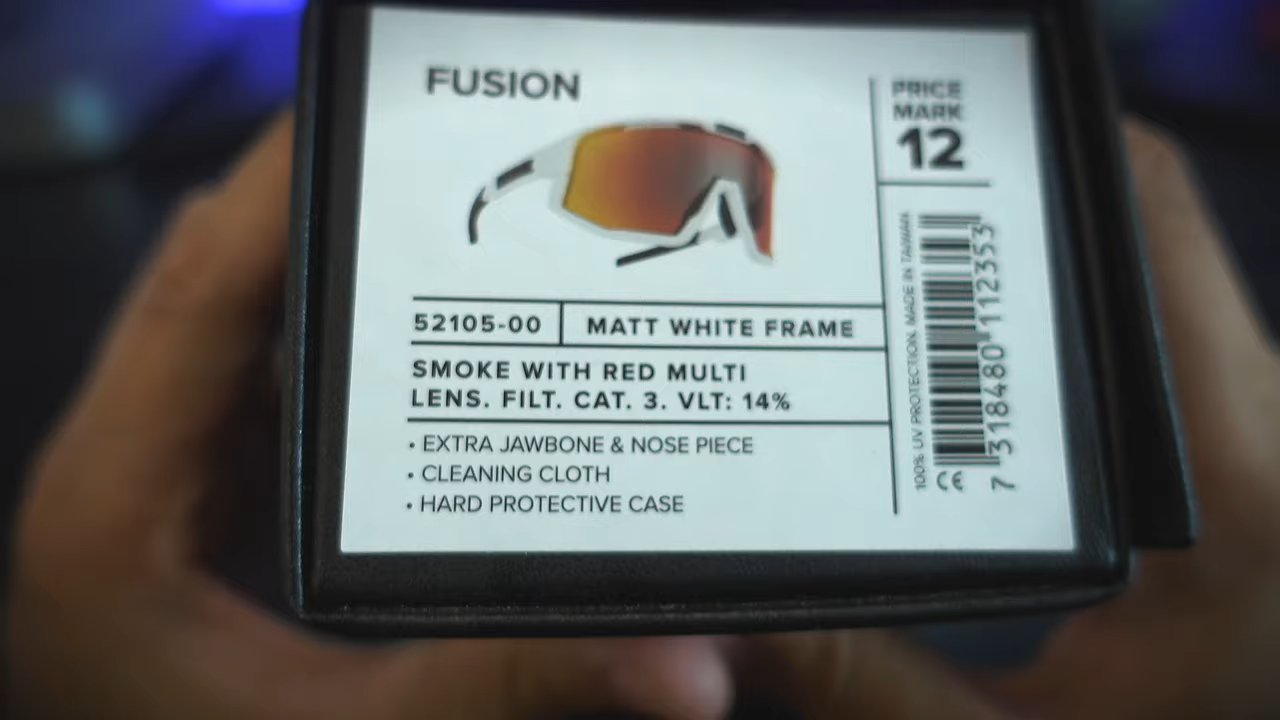 FUSION
PRICE
MARK
12
52105-00
MATT WHITE FRAME
SMOKE WITH RED MULTI
LENS. FILT. CAT. 3. VLT: 14%
• EXTRA JAWBONE & NOSE PIECE
• CLEANING CLOTH
• HARD PROTECTIVE CASE
100% UV PROTECTION. MADE IN TAIWAN
CE
7 318480 112353